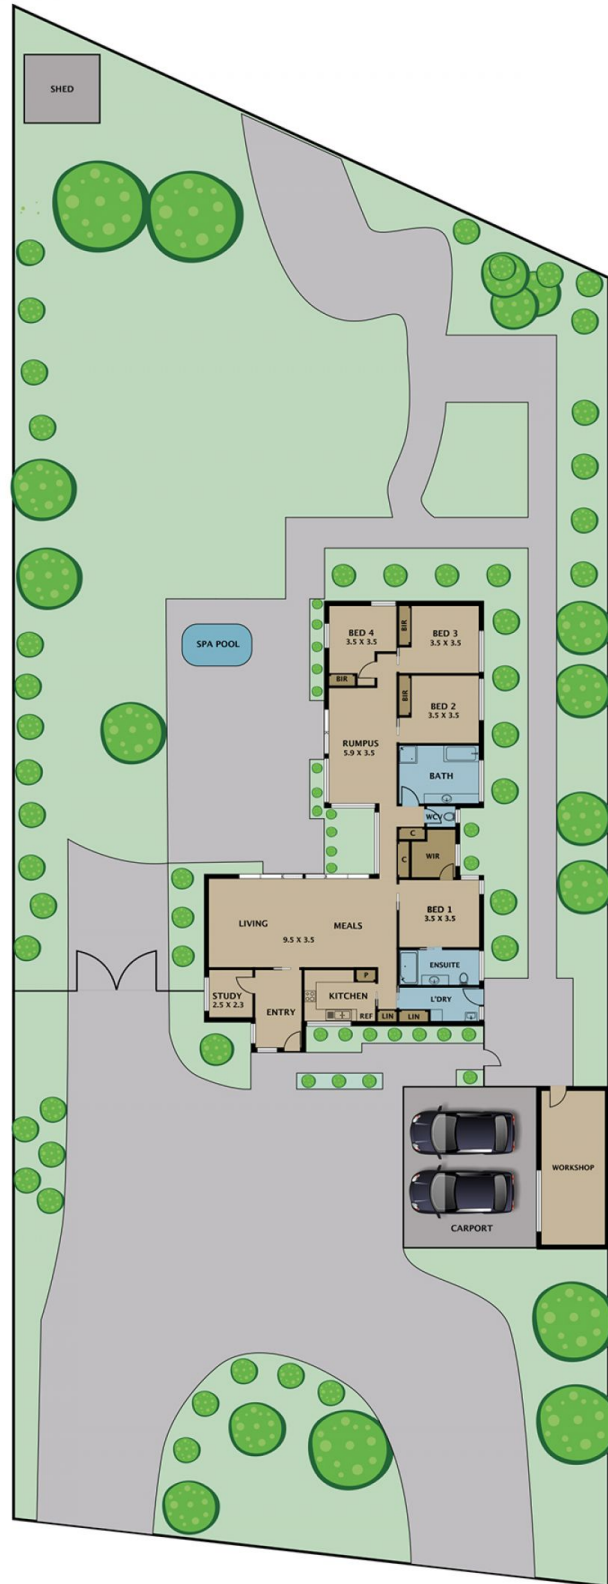 SHED
SPA POOL
BED 4
3.5 X 3.5
BIR
BED 3
3.5 X 3.5
BIR
BIR
BED 2
3.5 X 3.5
RUMPUS
5.9 X 3.5
BATH
WC
C
C
WIR
BED 1
3.5 X 3.5
LIVING
MEALS
9.5 X 3.5
ENSUITE
STUDY
2.5 X 2.3
ENTRY
P
KITCHEN
REF
L'DRY
LIN
LIN
WORKSHOP
CARPORT